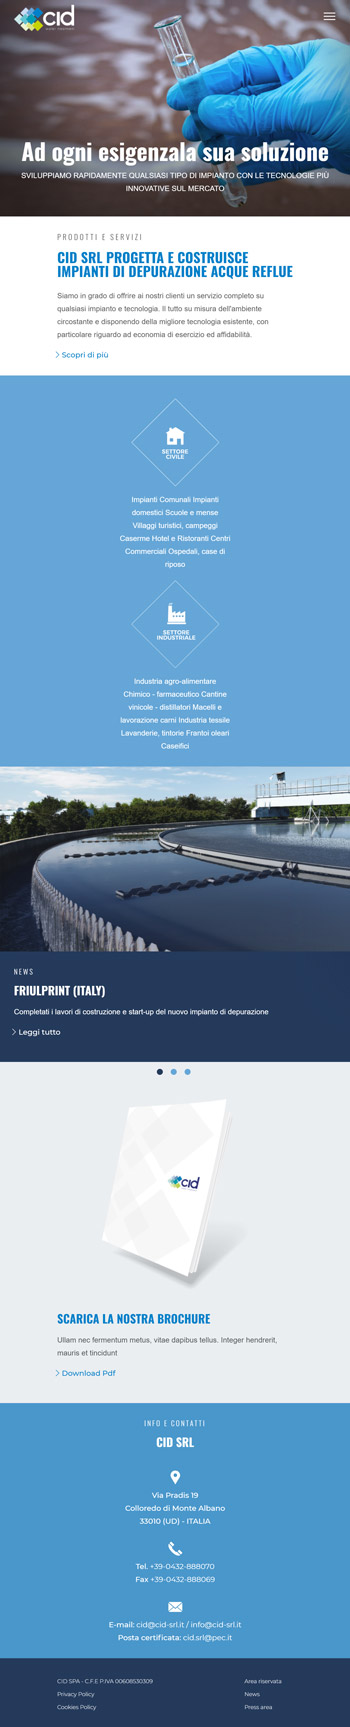 cid
Ad ogni esigenzala sua soluzione
SVILUPPIAMO RAPIDAMENTE QUALSIASI TIPO DI IMPIANTO CON LE TECNOLOGIE PIÙ
INNOVATIVE SUL MERCATO
PRODOTTI E SERVIZI
CID SRL PROGETTA E COSTRUISCE
IMPIANTI DI DEPURAZIONE ACQUE REFLUE
Siamo in grado di offrire ai nostri clienti un servizio completo su
qualsiasi impianto e tecnologia. Il tutto su misura dell'ambiente
circostante e disponendo della migliore tecnologia esistente, con
particolare riguardo ad economia di esercizio ed affidabilità.
Scopri di più
SETTORE
CIVILE
Impianti Comunali Impianti
domestici Scuole e mense
Villaggi turistici, campeggi
Caserme Hotel e Ristoranti Centri
Commerciali Ospedali, case di
riposo
SETTORE
INDUSTRIALE
Industria agro-alimentare
Chimico - farmaceutico Cantine
vinicole - distillatori Macelli e
lavorazione carni Industria tessile
Lavanderie, tintorie Frantoi oleari
Caseifici
NEWS
FRIULPRINT (ITALY)
Completati i lavori di costruzione e start-up del nuovo impianto di depurazione
Leggi tutto
cid
SCARICA LA NOSTRA BROCHURE
Ullam nec fermentum metus, vitae dapibus tellus. Integer hendrerit,
mauris et tincidunt
Download Pdf
INFO E CONTATTI
CID SRL
Via Pradis 19
Colloredo di Monte Albano
33010 (UD) - ITALIA
Tel. +39-0432-888070
Fax +39-0432-888069
E-mail: cid@cid-srl.it / info@cid-srl.it
Posta certificata: cid.srl@pec.it
CID SPA - C.F.E P.IVA 00608530309
Area riservata
Privacy Policy
News
Cookies Policy
Press area